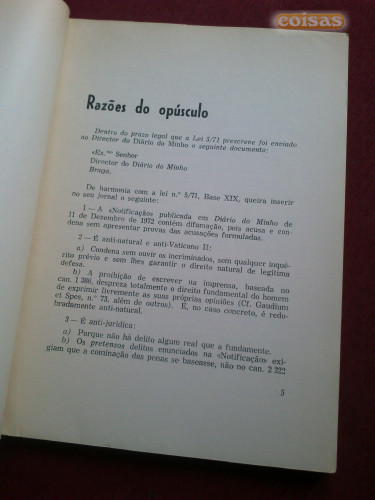 coisas
Razões do opúsculo
Dentro do prazo legal que a Lei 5/71 prescreve foi enviado
ao Director do Diário do Minho o seguinte documento:
«Ex.mo Senhor
Director do Diário do Minho
Braga.
De harmonia com a lei n.º 5/71, Base XIX, queira inserir
no seu jornal o seguinte:
1 — A «Notificação» publicada em Diário do Minho de
11 de Dezembro de 1972 contém difamação, pois acusa e con-
dena sem apresentar provas das acusações formuladas.
2 — É anti-natural e anti-Vaticano II:
a) Condena sem ouvir os incriminados, sem qualquer inqué-
rito prévio e sem lhes garantir o direito natural de legítima
defesa.
b) A proibição de escrever na imprensa, baseada no
can. 1 386, despreza totalmente o direito fundamental do homem
de exprimir livremente as suas próprias opiniões (Cf. Gaudium
et Spes, n.º 73, além de outros). E, no caso concreto, é redo-
bradamente anti-natural.
3 — É anti-jurídica:
a) Porque não há delito algum real que a fundamente.
b) Os pretensos delitos enunciados na «Notificação» exi-
giam que a cominação das penas se baseasse, não no can. 2 222
5